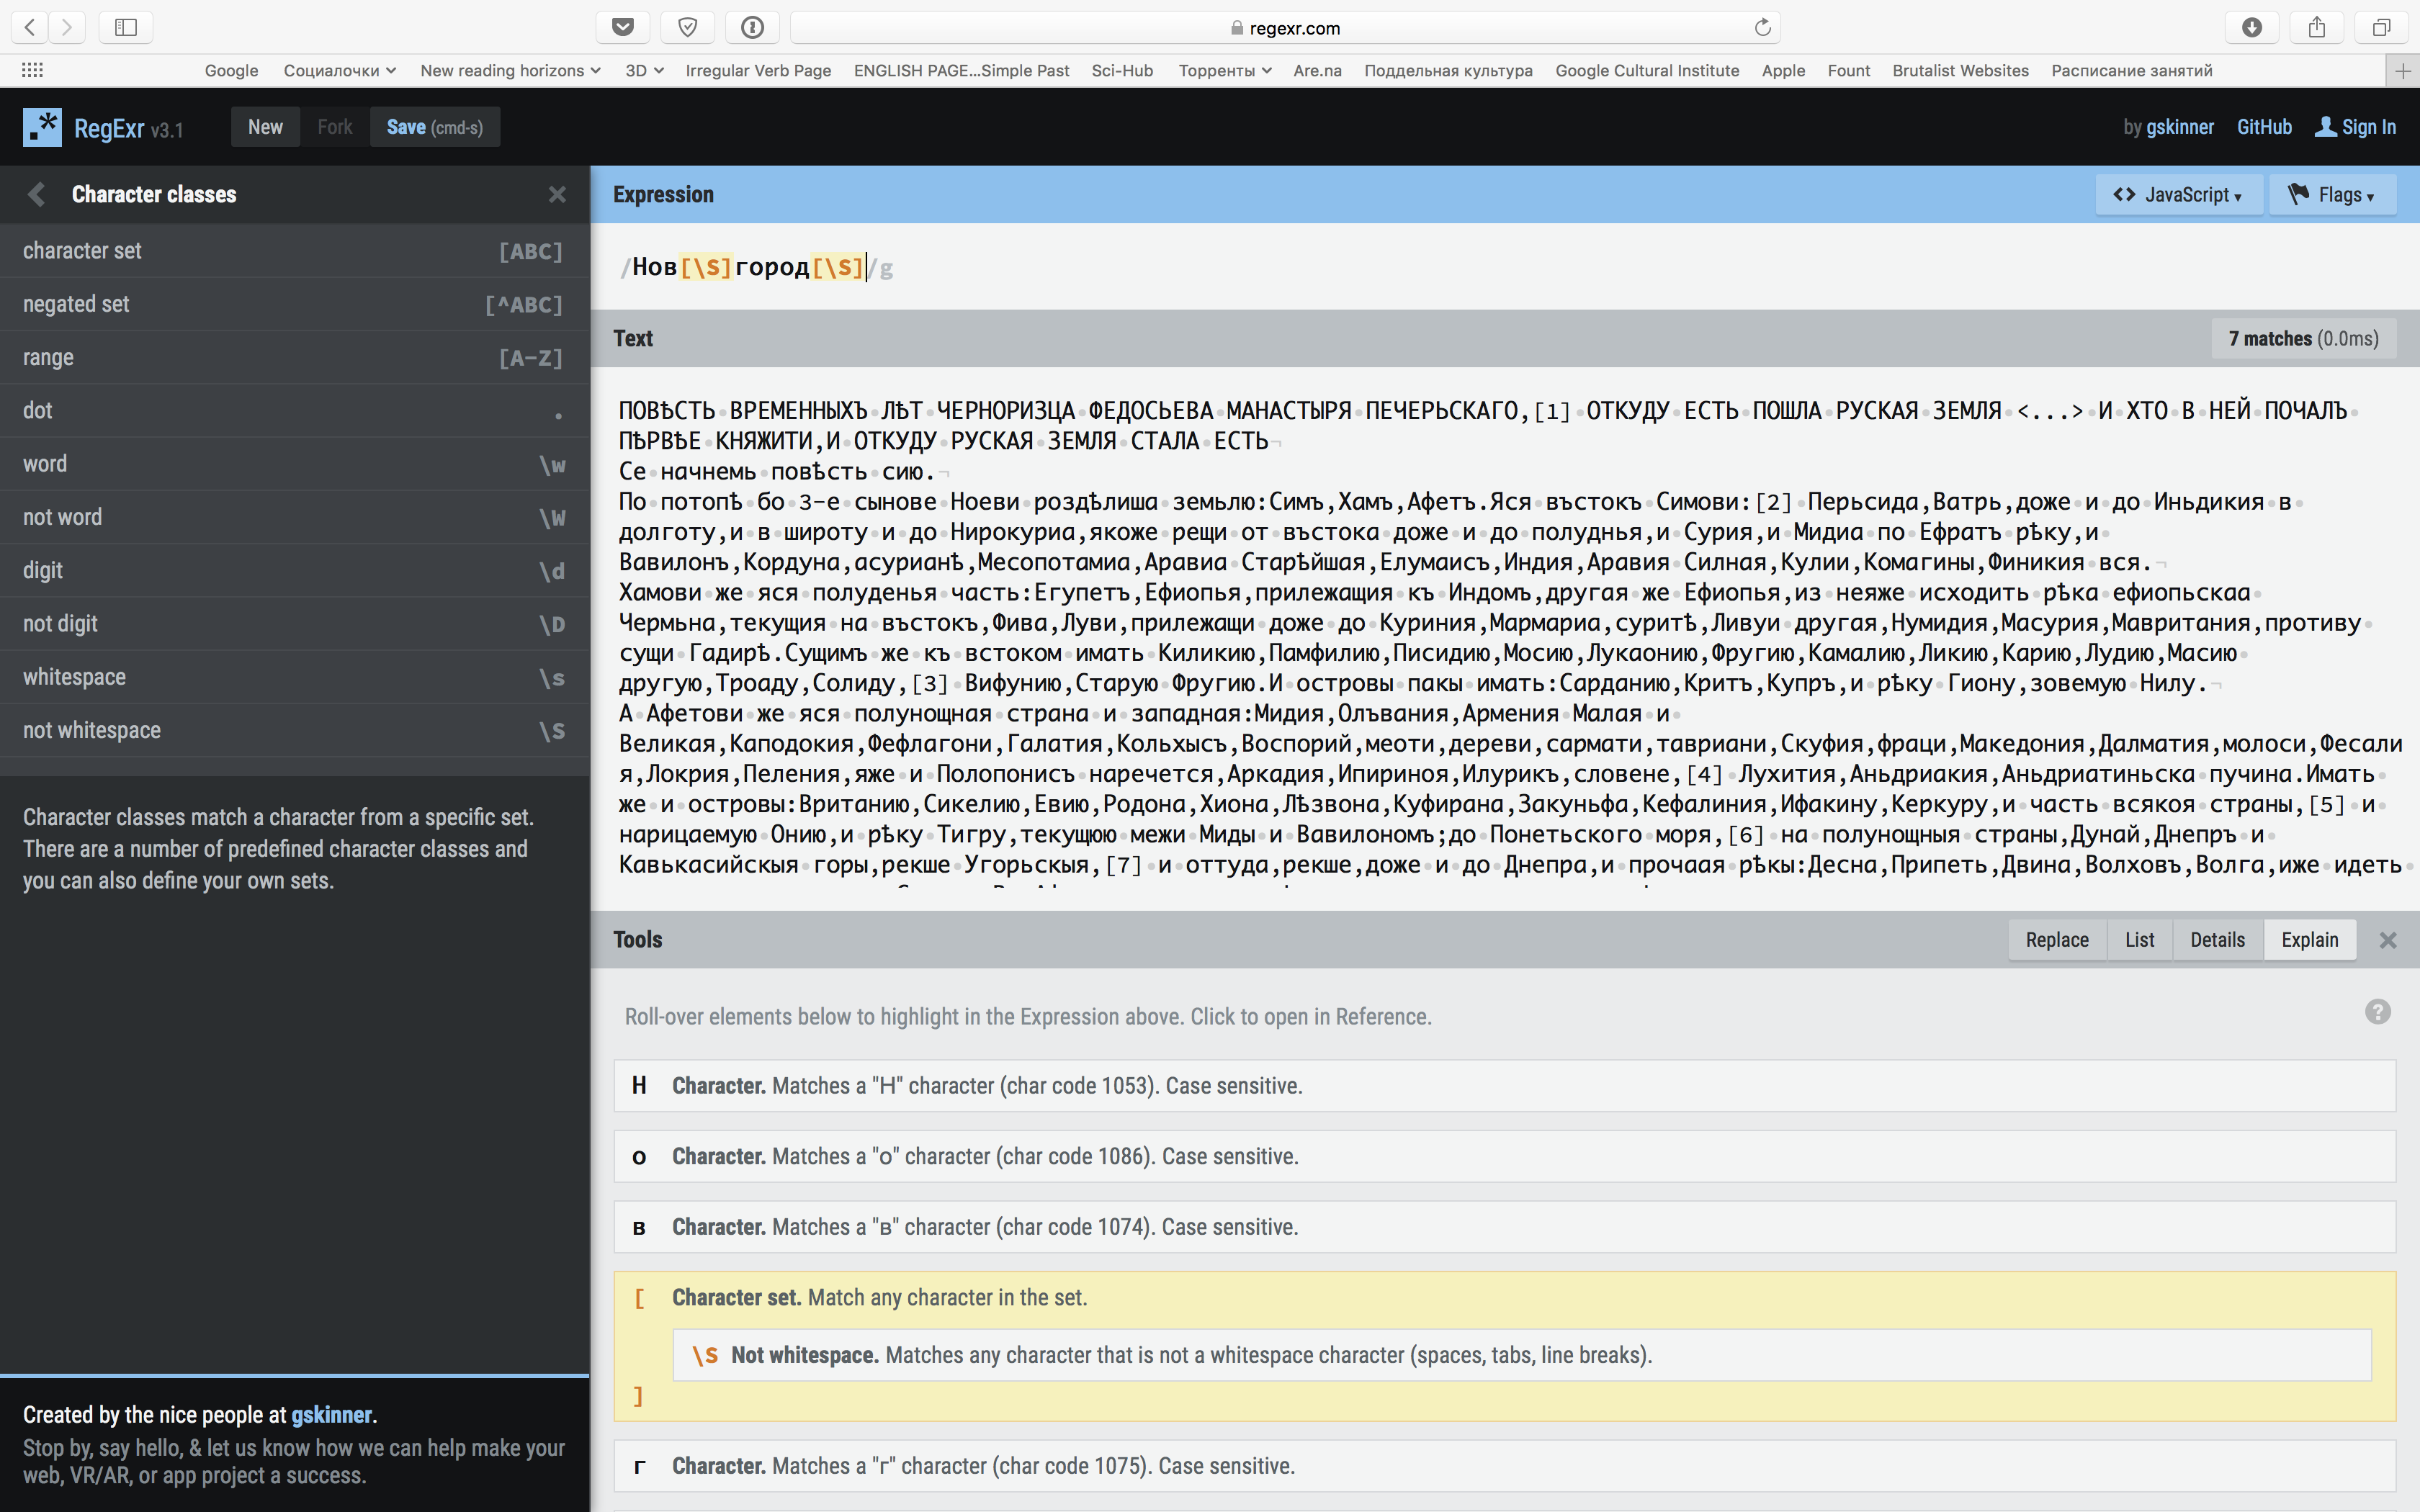 regexr.com
Google Социалочки New reading horizons 3D Irregular Verb Page ENGLISH PAGE...Simple Past Sci-Hub Торренты Are.na Поддельная культура Google Cultural Institute Apple Fount Brutalist Websites Расписание занятий
.* RegExr v3.1 New Fork Save (cmd-s) by gskinner GitHub Sign In
Character classes
character set [ABC]
negated set [^ABC]
range [A-Z]
dot .
word \w
not word \W
digit \d
not digit \D
whitespace \s
not whitespace \S
Character classes match a character from a specific set.
There are a number of predefined character classes and
you can also define your own sets.
Created by the nice people at gskinner.
Stop by, say hello, & let us know how we can help make your
web, VR/AR, or app project a success.
Expression JavaScript Flags
/Нов[\S]город[\S]/g
Text 7 matches (0.0ms)
ПОВѢСТЬ ВРЕМЕННЫХЪ ЛѢТ ЧЕРНОРИЗЦА ФЕДОСЬЕВА МАНАСТЫРЯ ПЕЧЕРЬСКАГО,[1] ОТКУДУ ЕСТЬ ПОШЛА РУСКАЯ ЗЕМЛЯ <...> И ХТО В НЕЙ ПОЧАЛЪ
ПѢРВѢЕ КНЯЖИТИ,И ОТКУДУ РУСКАЯ ЗЕМЛЯ СТАЛА ЕСТЬ¬
Се начнемь повѣсть сию.¬
По потопѣ бо 3-е сынове Ноеви роздѣлиша землю:Симъ,Хамъ,Афетъ.Яся въстокъ Симови:[2] Перьсида,Ватрь,доже и до Иньдикия в
долготу,и в широту и до Нирокуриа,якоже рещи от въстока доже и до полуднья,и Сурия,и Мидиа по Ефратъ рѣку,и
Вавилонъ,Кордуна,асурианѣ,Месопотамиа,Аравиа Старѣйшая,Елумаисъ,Индия,Аравия Силная,Кулии,Комагины,Финикия вся.¬
Хамови же яся полуденья часть:Егупетъ,Ефиопья,прилежащия къ Индомъ,другая же Ефиопья,из неяже исходить рѣка ефиопьскаа
Чермьна,текущия на въстокъ,Фива,Луви,прилежащи доже до Куриния,Мармариа,суритѣ,Ливуи другая,Нумидия,Масурия,Мавритания,противу
сущи Гадирѣ.Сущимъ же къ встоком имать Киликию,Памфилию,Писидию,Мосию,Лукаонию,Фругию,Камалию,Ликию,Карию,Лудию,Масию
другую,Троаду,Солиду,[3] Вифунию,Старую Фругию.И островы пакы имать:Сарданию,Критъ,Купръ,и рѣку Гиону,зовемую Нилу.¬
А Афетови же яся полунощная страна и западная:Мидия,Олъвания,Армения Малая и
Великая,Каподокия,Фефлагони,Галатия,Кольхысъ,Воспорий,меоти,дереви,сармати,тавриани,Скуфия,фраци,Македония,Далматия,молоси,Фесали
я,Локрия,Пеления,яже и Полопонисъ наречется,Аркадия,Ипириноя,Илурикъ,словене,[4] Лухития,Аньдриакия,Аньдриатиньска пучина.Имать
же и островы:Вританию,Сикелию,Евию,Родона,Хиона,Лѣзвона,Куфирана,Закуньфа,Кефалиния,Ифакину,Керкуру,и часть всякоя страны,[5] и
нарицаемую Онию,и рѣку Тигру,текущюю межи Миды и Вавилономъ;до Понетьского моря,[6] на полунощныя страны,Дунай,Днепръ и
Кавькасийскыя горы,рекше Угорьскыя,[7] и оттуда,рекше,доже и до Днепра,и прочаая рѣкы:Десна,Припеть,Двина,Волховъ,Волга,иже идеть
Tools Replace List Details Explain
Roll-over elements below to highlight in the Expression above. Click to open in Reference.
Н Character. Matches a "Н" character (char code 1053). Case sensitive.
о Character. Matches a "о" character (char code 1086). Case sensitive.
в Character. Matches a "в" character (char code 1074). Case sensitive.
[ Character set. Match any character in the set.
\S Not whitespace. Matches any character that is not a whitespace character (spaces, tabs, line breaks).
]
г Character. Matches a "г" character (char code 1075). Case sensitive.